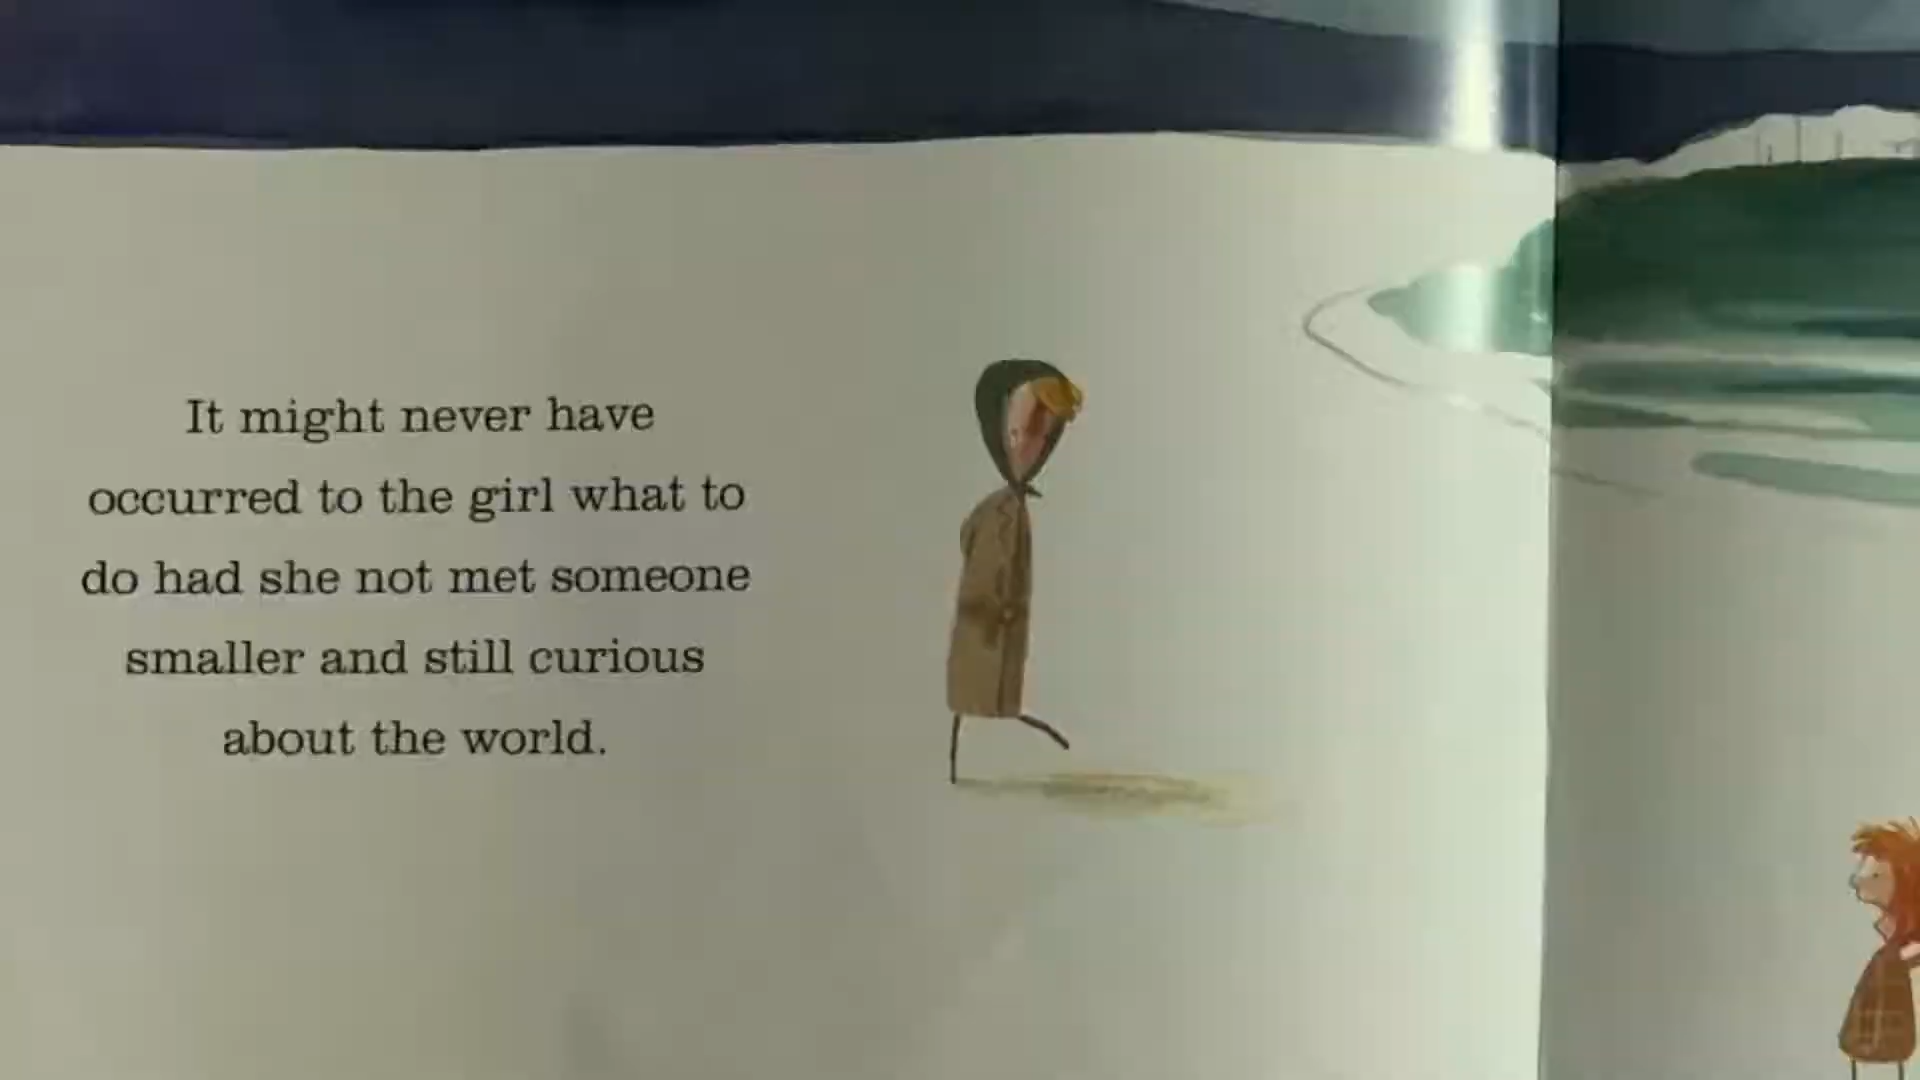 It might never have
occurred to the girl what to
do had she not met someone
smaller and still curious
about the world.